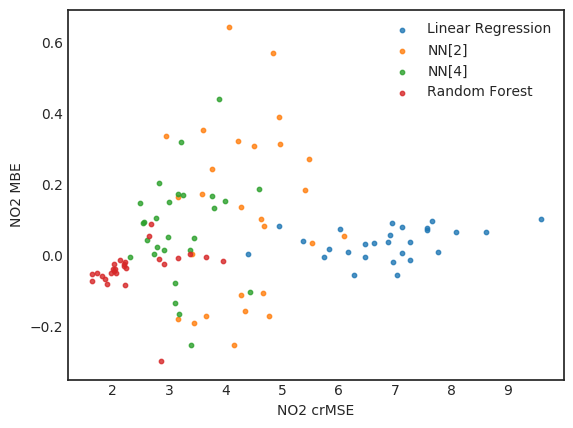 Linear Regression
NN[2]
NN[4]
Random Forest
NO2 MBE
0.6
0.4
0.2
0.0
−0.2
2 3 4 5 6 7 8 9
NO2 crMSE